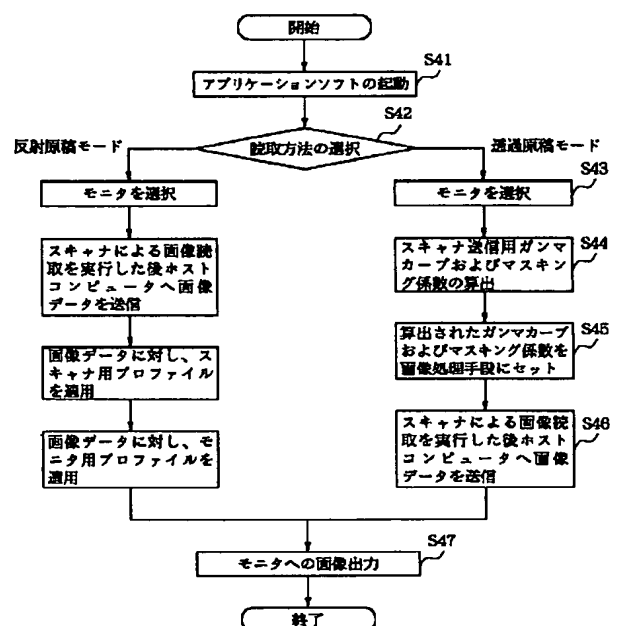 開始
S41
アプリケーションソフトの起動
S42
読取方法の選択
反射原稿モード
透過原稿モード
モニタを選択
スキャナによる画像読
取を実行した後ホスト
コンピュータへ画像
データを送信
画像データに対し、ス
キャナ用プロファイル
を適用
画像データに対し、モ
ニタ用プロファイルを
適用
S43
モニタを選択
S44
スキャナ送信用ガンマ
カーブおよびマスキン
グ係数の算出
S45
算出されたガンマカーブ
およびマスキング係数を
画像処理手段にセット
S46
スキャナによる画像読
取を実行した後ホスト
コンピュータへ画像
データを送信
S47
モニタへの画像出力
終了